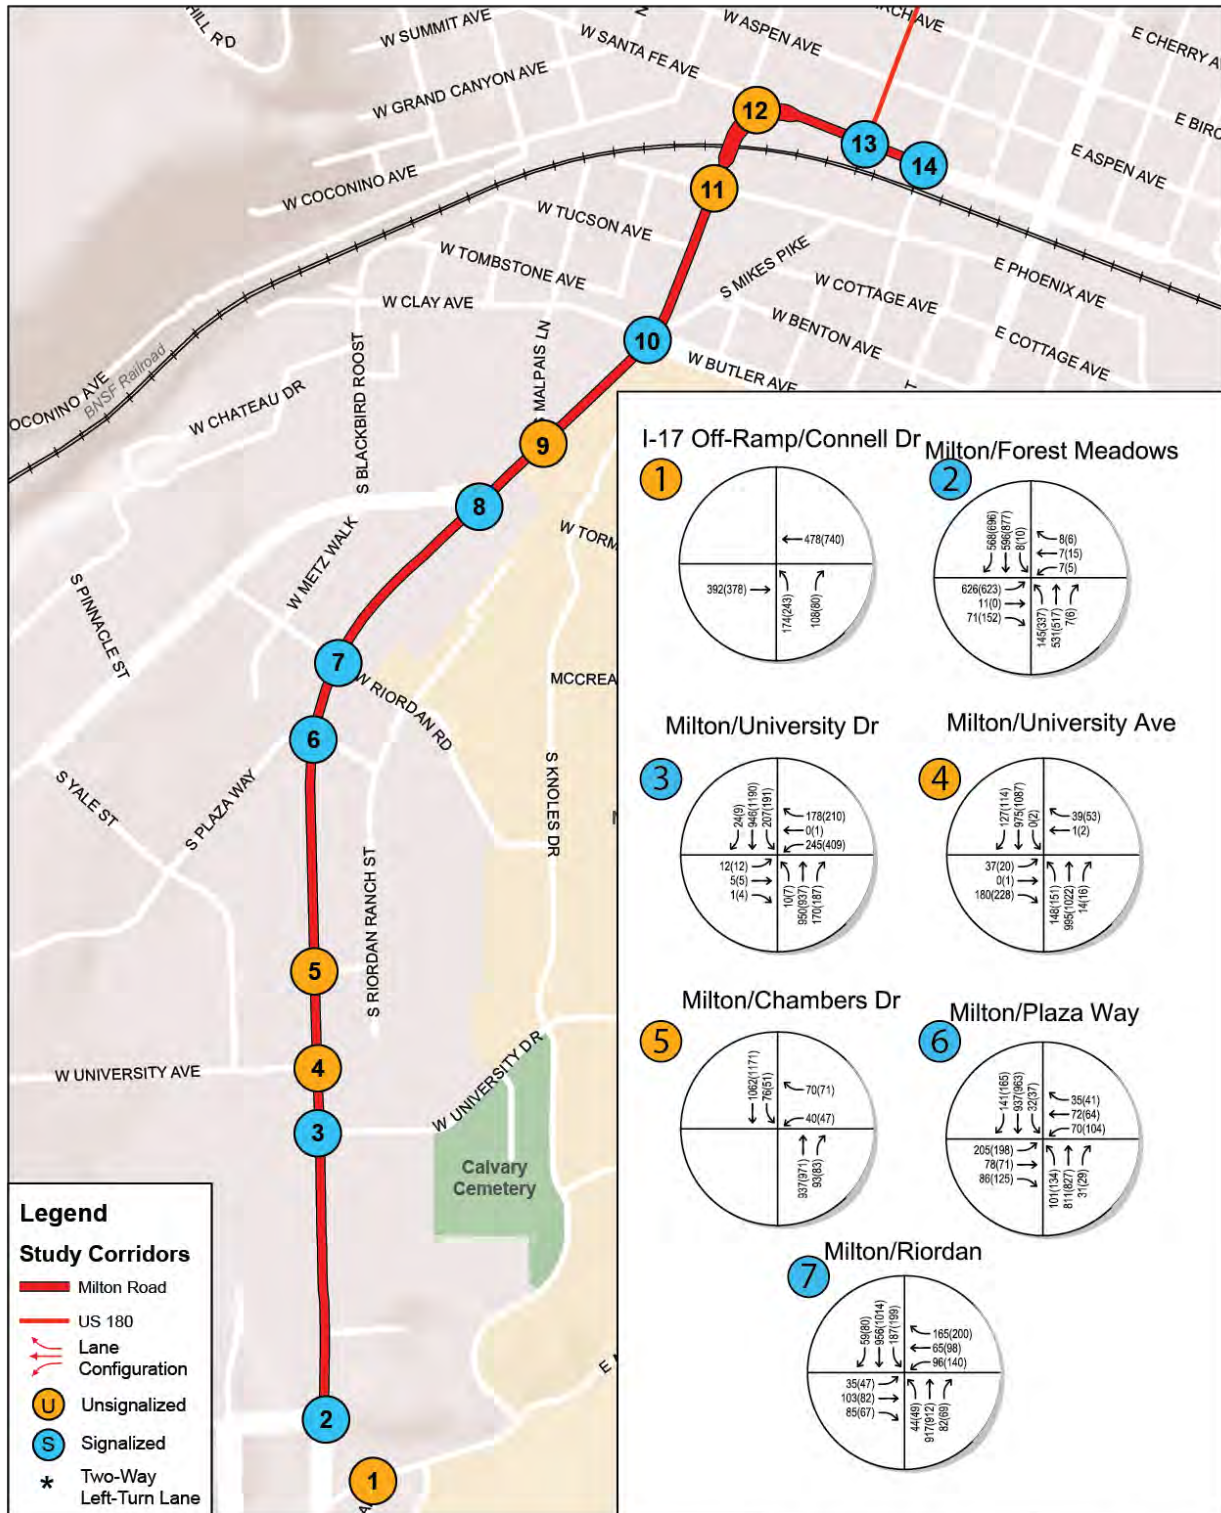 HILL RD
W SUMMIT AVE
W GRAND CANYON AVE
W SANTA FE AVE
W ASPEN AVE
E CHERRY AV
E BIRC
E ASPEN AVE
W COCONINO AVE
W TUCSON AVE
W TOMBSTONE AVE
W CLAY AVE
S MIKES PIKE
W COTTAGE AVE
W BENTON AVE
E PHOENIX AVE
E COTTAGE AVE
W BUTLER AVE
OCONINO AVE
BNSF Railroad
W CHATEAU DR
S BLACKBIRD ROOST
S MALPAIS LN
W METZ WALK
S PINNACLE ST
W TORM
MCCREA
W RIORDAN RD
S KNOLES DR
S YALE ST
S PLAZA WAY
S RIORDAN RANCH ST
W UNIVERSITY AVE
W UNIVERSITY DR
Calvary
Cemetery
12
13
14
11
10
9
8
7
6
5
4
3
2
1
Legend
Study Corridors
Milton Road
US 180
Lane
Configuration
U Unsignalized
S Signalized
* Two-Way
Left-Turn Lane
I-17 Off-Ramp/Connell Dr
1
478(740)
392(378)
174(243)
108(80)
Milton/Forest Meadows
2
568(696)
596(877)
8(10)
8(6)
7(15)
7(5)
626(623)
11(0)
71(152)
145(337)
531(517)
7(6)
Milton/University Dr
3
24(9)
946(1190)
207(191)
178(210)
0(1)
245(409)
12(12)
5(5)
1(4)
10(7)
950(937)
170(187)
Milton/University Ave
4
127(114)
975(1087)
0(2)
39(53)
1(2)
37(20)
0(1)
180(228)
148(151)
995(1022)
14(16)
Milton/Chambers Dr
5
1062(1171)
76(51)
70(71)
40(47)
937(971)
93(83)
Milton/Plaza Way
6
141(165)
937(963)
32(37)
35(41)
72(64)
70(104)
205(198)
78(71)
86(125)
101(134)
811(827)
31(29)
Milton/Riordan
7
59(80)
956(1014)
187(199)
165(200)
65(98)
96(140)
35(47)
103(82)
85(67)
44(49)
917(912)
82(69)